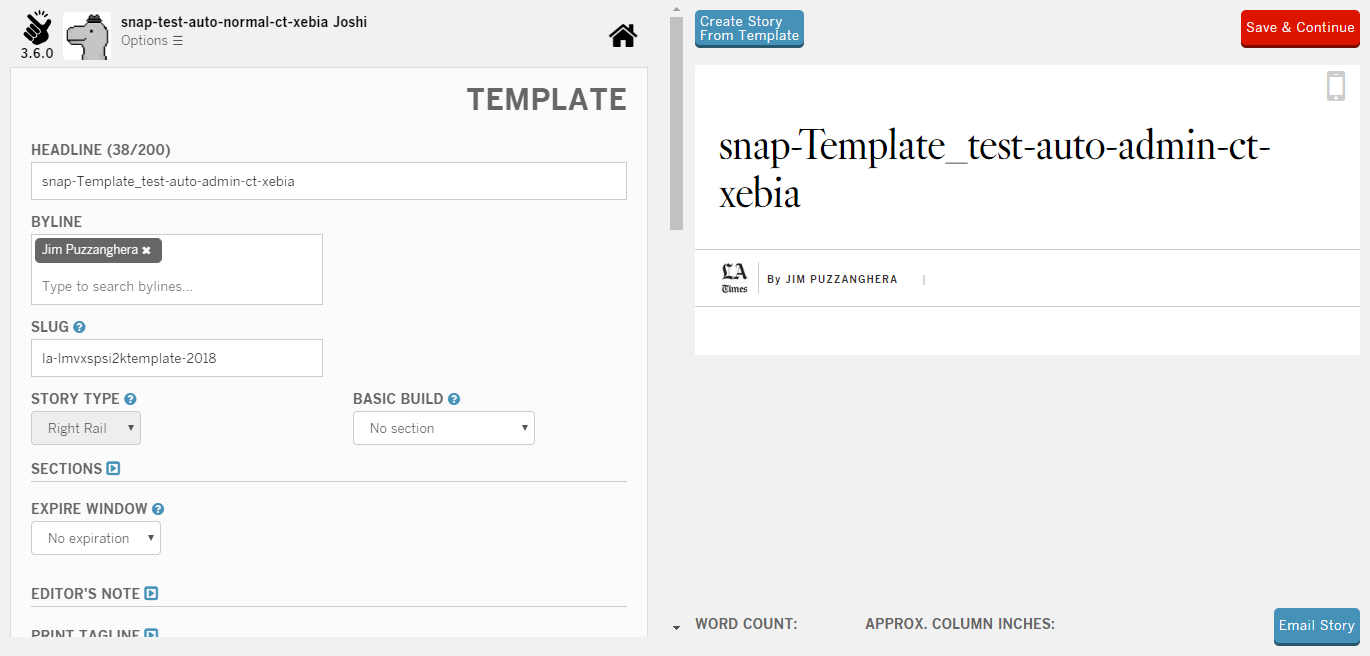 snap-test-auto-normal-ct-xebia Joshi
Options ☰
3.6.0
TEMPLATE
HEADLINE (38/200)
snap-Template_test-auto-admin-ct-xebia
BYLINE
Jim Puzzanghera ✖
Type to search bylines...
SLUG ?
la-lmvxspsi2ktemplate-2018
STORY TYPE ?
BASIC BUILD ?
Right Rail ▾
No section ▾
SECTIONS
EXPIRE WINDOW ?
No expiration ▾
EDITOR'S NOTE
PRINT TAGLINE
Create Story
From Template
Save & Continue
snap-Template_test-auto-admin-ct-
xebia
LA
Times
By JIM PUZZANGHERA |
WORD COUNT:
APPROX. COLUMN INCHES:
Email Story